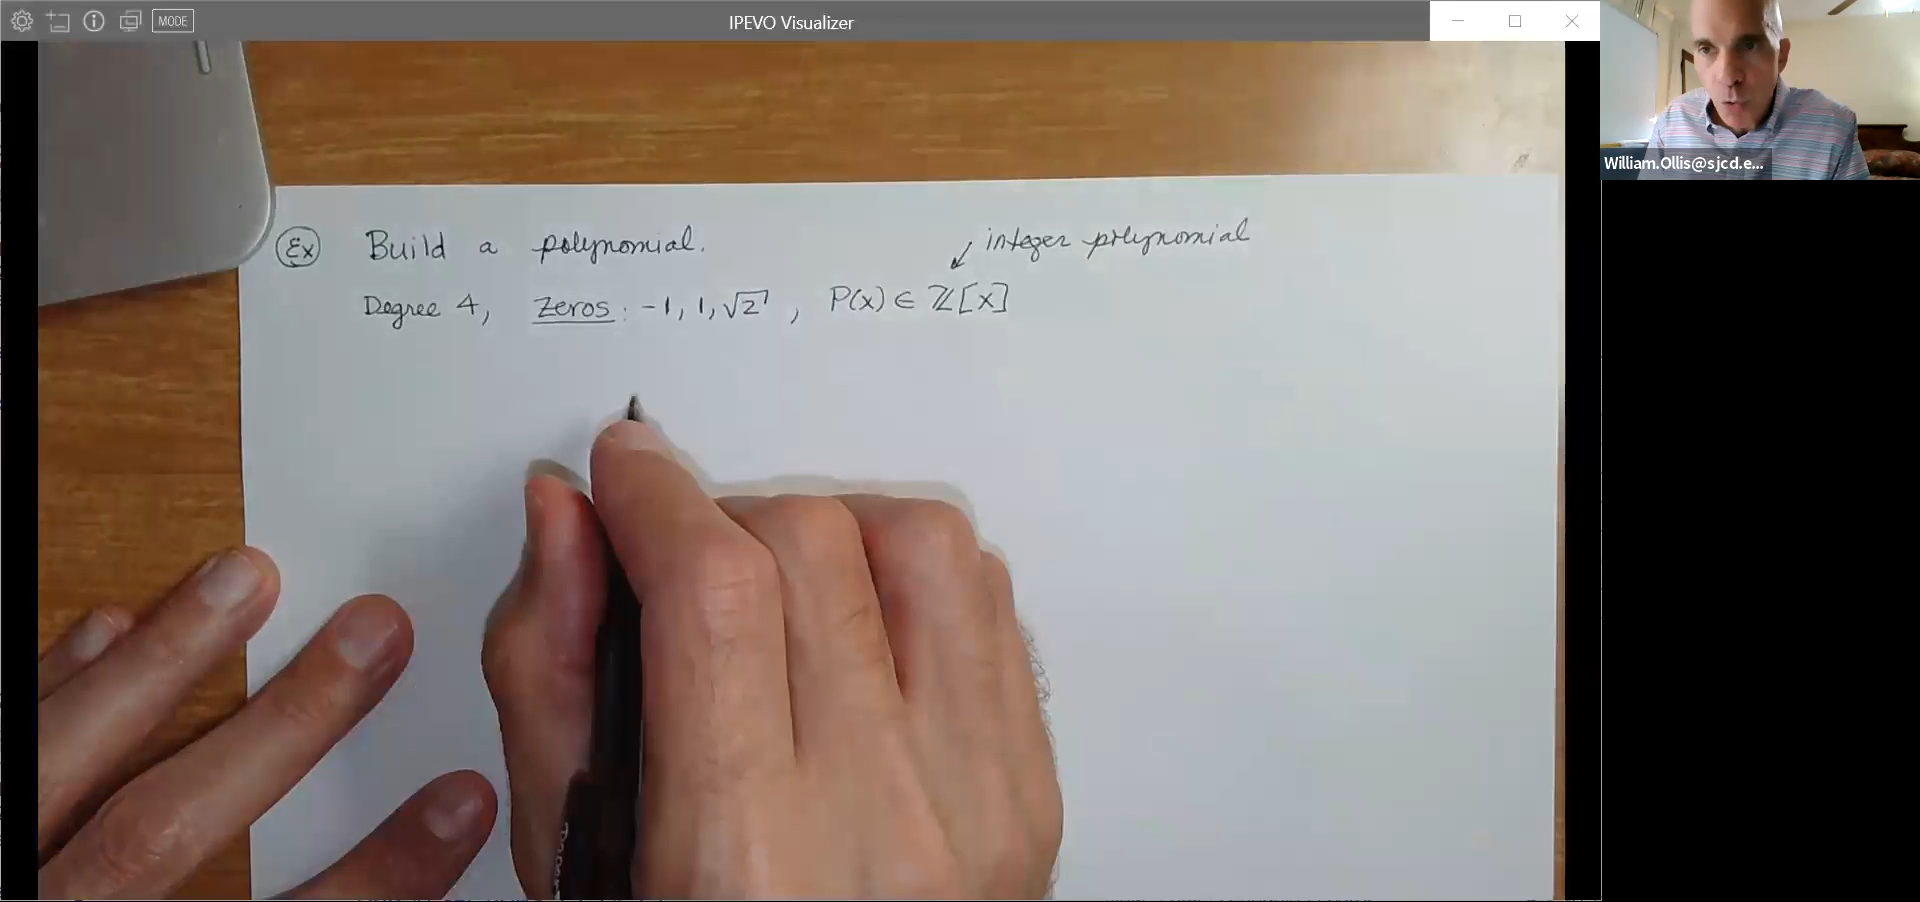 MODE
IPEVO Visualizer
William.Ollis@sjcd.e...
Ex Build a polynomial.
integer polynomial
Degree 4, Zeros: -1, 1, √2, P(x) ∈ ℤ[x]